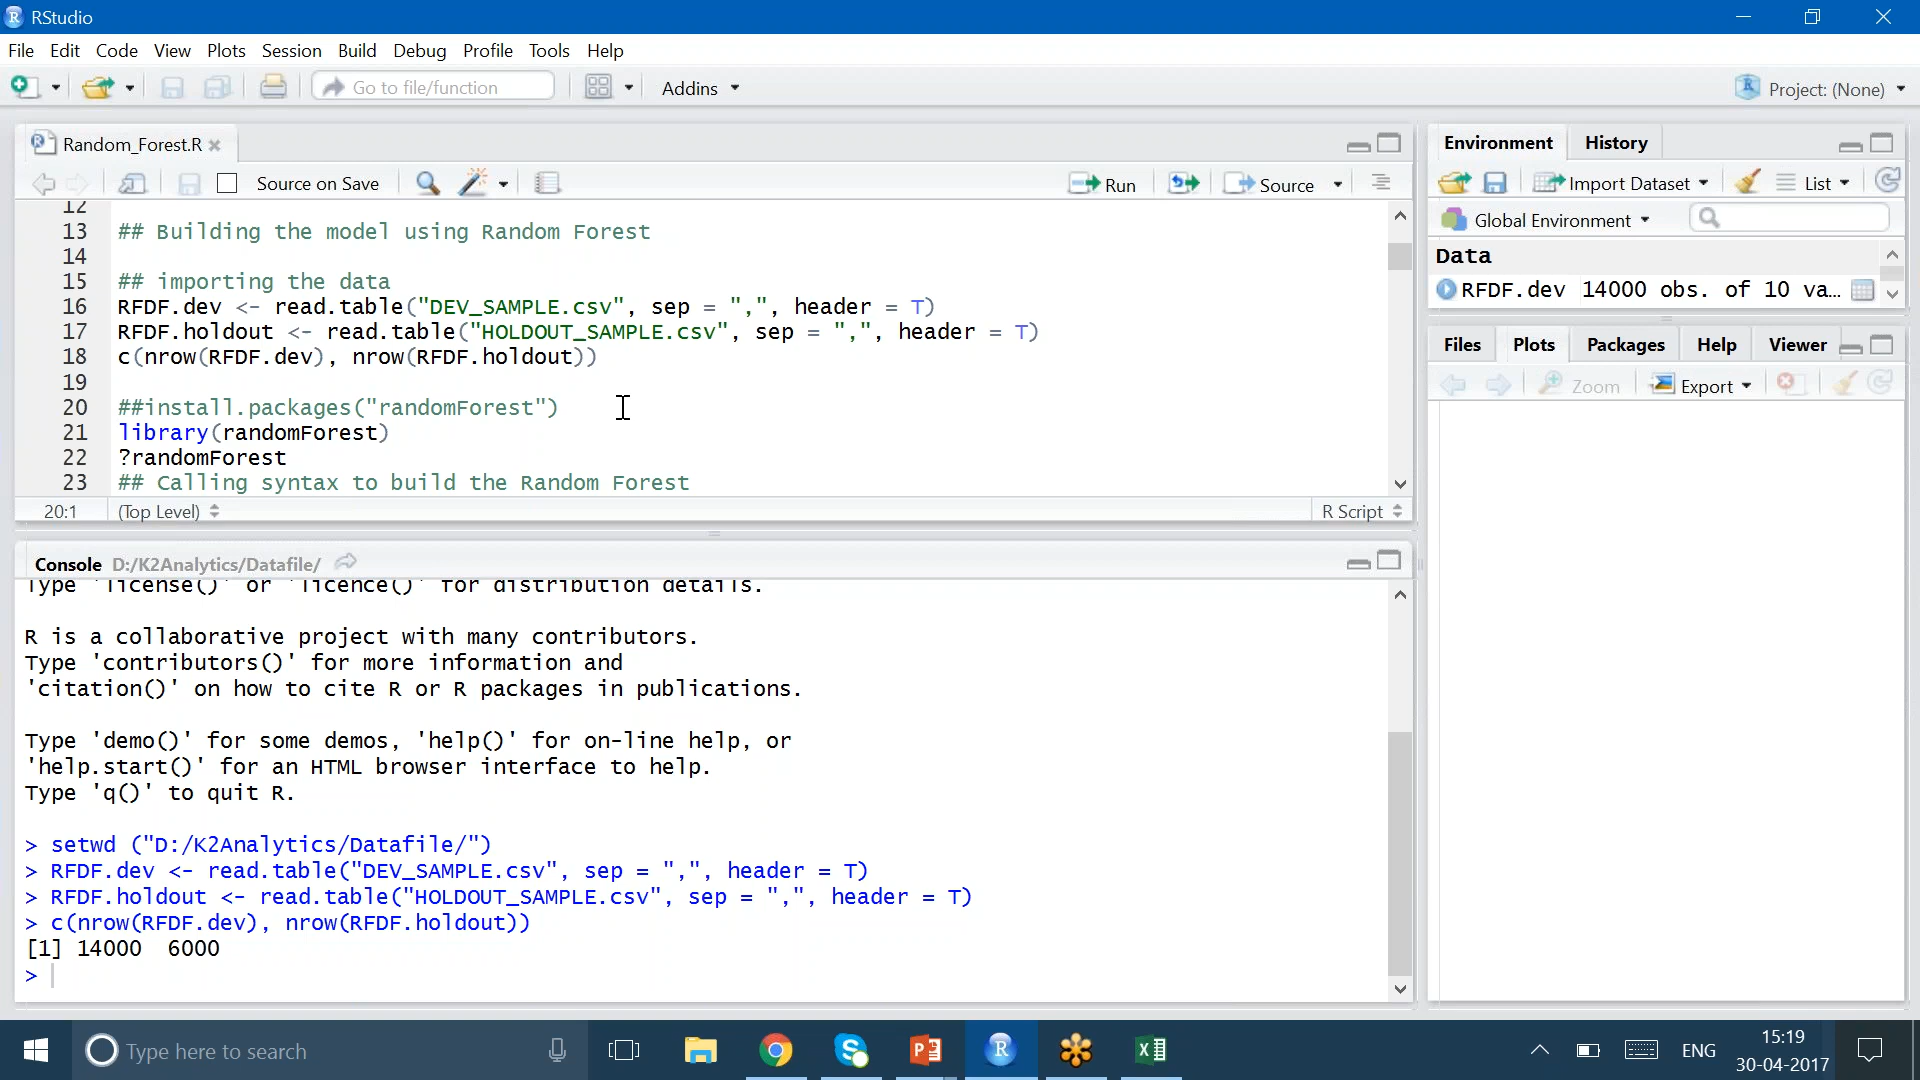 RStudio
File Edit Code View Plots Session Build Debug Profile Tools Help
Go to file/function
Addins
Project: (None)
Random_Forest.R
Source on Save
Run
Source
12
13 ## Building the model using Random Forest
14
15 ## importing the data
16 RFDF.dev <- read.table("DEV_SAMPLE.csv", sep = ",", header = T)
17 RFDF.holdout <- read.table("HOLDOUT_SAMPLE.csv", sep = ",", header = T)
18 c(nrow(RFDF.dev), nrow(RFDF.holdout))
19
20 ##install.packages("randomForest")
21 library(randomForest)
22 ?randomForest
23 ## Calling syntax to build the Random Forest
20:1 (Top Level) R Script
Console D:/K2Analytics/Datafile/
Type 'license()' or 'licence()' for distribution details.
R is a collaborative project with many contributors.
Type 'contributors()' for more information and
'citation()' on how to cite R or R packages in publications.
Type 'demo()' for some demos, 'help()' for on-line help, or
'help.start()' for an HTML browser interface to help.
Type 'q()' to quit R.
> setwd ("D:/K2Analytics/Datafile/")
> RFDF.dev <- read.table("DEV_SAMPLE.csv", sep = ",", header = T)
> RFDF.holdout <- read.table("HOLDOUT_SAMPLE.csv", sep = ",", header = T)
> c(nrow(RFDF.dev), nrow(RFDF.holdout))
[1] 14000 6000
>
Environment History
Import Dataset List
Global Environment
Data
RFDF.dev 14000 obs. of 10 va...
Files Plots Packages Help Viewer
Zoom Export
Type here to search
ENG
15:19
30-04-2017